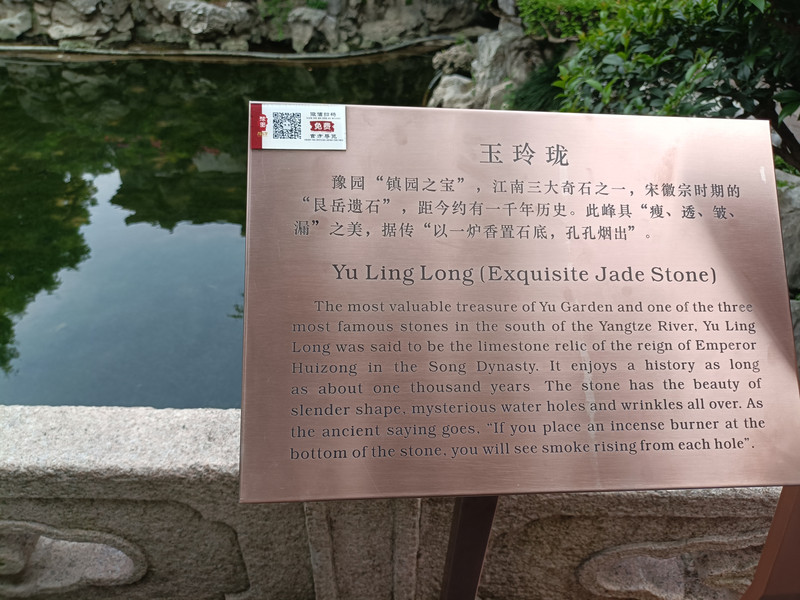 微信扫码
免费
官方导览
玉玲珑
豫园“镇园之宝”，江南三大奇石之一，宋徽宗时期的
“艮岳遗石”，距今约有一千年历史。此峰具“瘦、透、皱、
漏”之美，据传“以一炉香置石底，孔孔烟出”。
Yu Ling Long (Exquisite Jade Stone)
The most valuable treasure of Yu Garden and one of the three
most famous stones in the south of the Yangtze River, Yu Ling
Long was said to be the limestone relic of the reign of Emperor
Huizong in the Song Dynasty. It enjoys a history as long
as about one thousand years The stone has the beauty of
slender shape, mysterious water holes and wrinkles all over. As
the ancient saying goes, “If you place an incense burner at the
bottom of the stone, you will see smoke rising from each hole”.